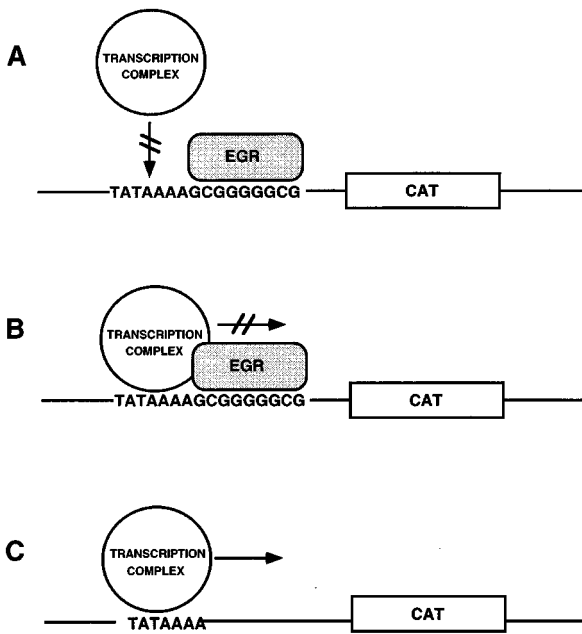 A
TRANSCRIPTION
COMPLEX
EGR
TATAAAAGCGGGGGCG
CAT
B
TRANSCRIPTION
COMPLEX
EGR
TATAAAAGCGGGGGCG
CAT
C
TRANSCRIPTION
COMPLEX
TATAAAA
CAT